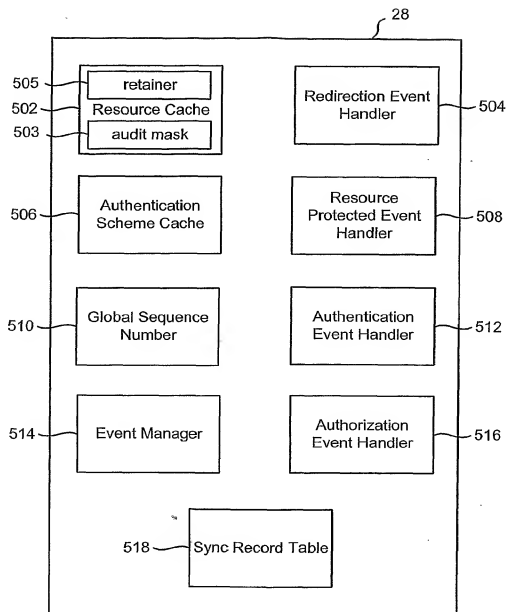 28
505
retainer
502
Resource Cache
503
audit mask
Redirection Event
Handler
504
506
Authentication
Scheme Cache
Resource
Protected Event
Handler
508
510
Global Sequence
Number
Authentication
Event Handler
512
514
Event Manager
Authorization
Event Handler
516
518
Sync Record Table